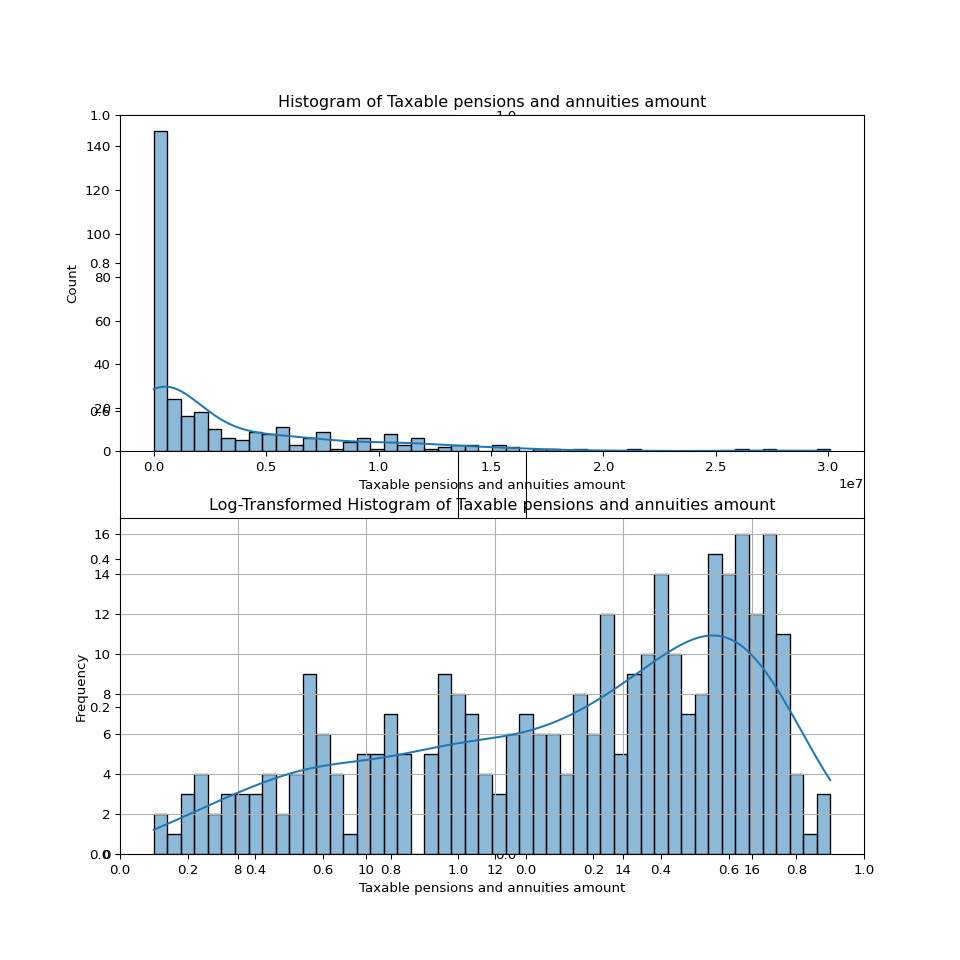 Histogram of Taxable pensions and annuities amount
1.0 1.0
140
120
100
0.8
80
Count
60
40
20
0.6
0
0.0 0.5 1.0 1.5 2.0 2.5 3.0
1e7
Taxable pensions and annuities amount
Log-Transformed Histogram of Taxable pensions and annuities amount
16
0.4
14
12
10
8
0.2
Frequency
6
4
2
0.0 0 0.0
0.0 0.2 8 0.4 0.6 10 0.8 1.0 12 0.0 0.2 14 0.4 0.6 16 0.8 1.0
Taxable pensions and annuities amount